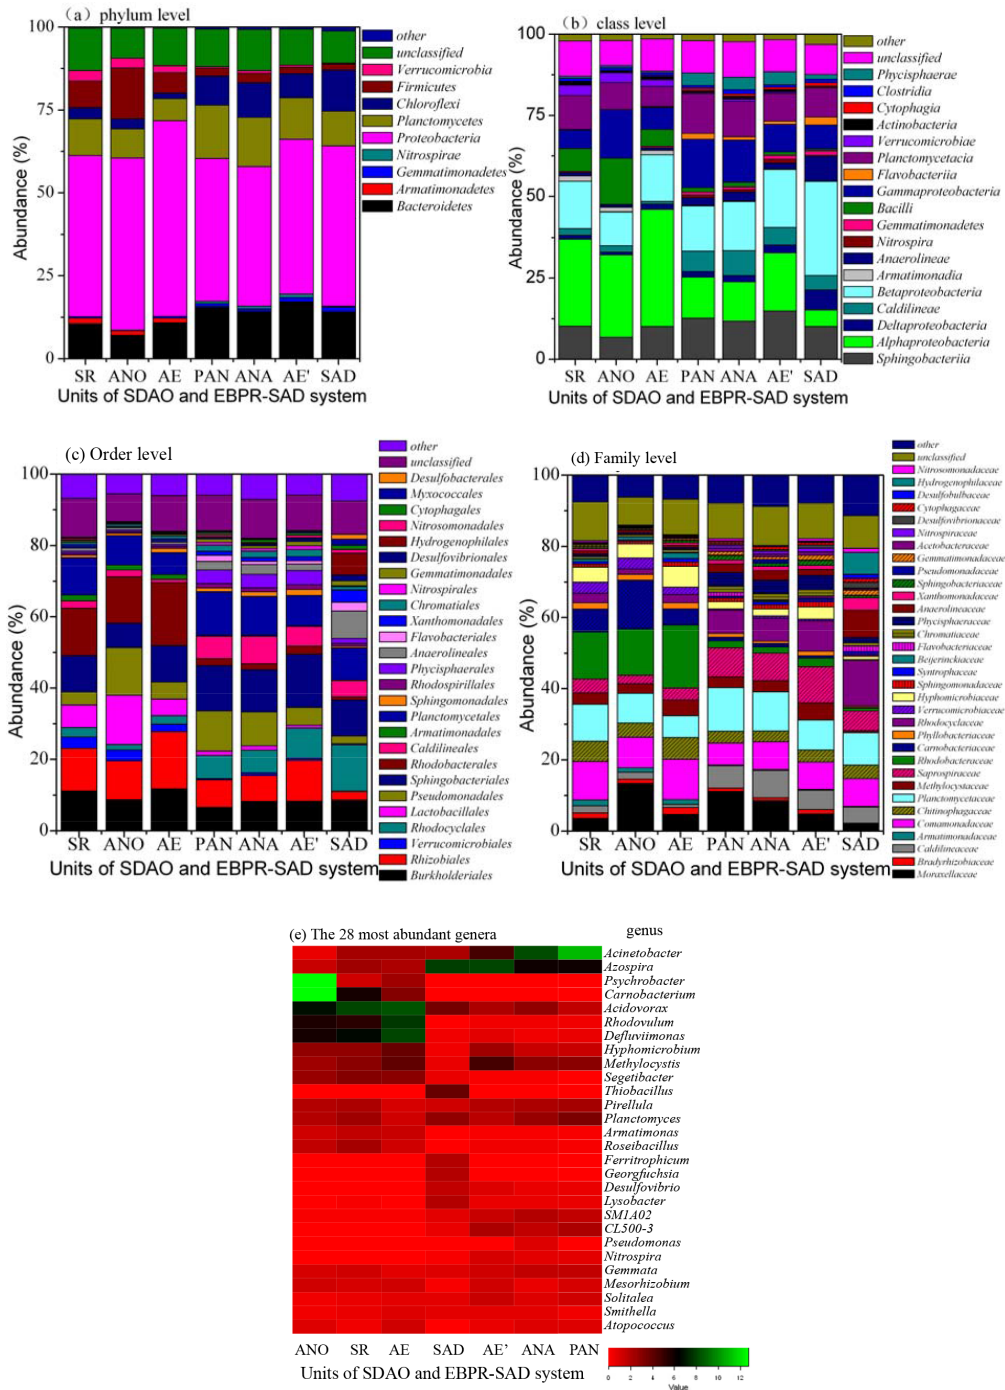 (a) phylum level
100
75
50
25
0
Abundance (%)
SR ANO AE PAN ANA AE' SAD
Units of SDAO and EBPR-SAD system
other
unclassified
Verrucomicrobia
Firmicutes
Chloroflexi
Planctomycetes
Proteobacteria
Nitrospirae
Gemmatimonadetes
Armatimonadetes
Bacteroidetes
(b) class level
100
75
50
25
0
Abundance (%)
SR ANO AE PAN ANA AE' SAD
Units of SDAO and EBPR-SAD system
other
unclassified
Phycisphaerae
Clostridia
Cytophagia
Actinobacteria
Verrucomicrobiae
Planctomycetacia
Flavobacteriia
Gammaproteobacteria
Bacilli
Gemmatimonadetes
Nitrospira
Anaerolineae
Armatimonadia
Betaproteobacteria
Caldilineae
Deltaproteobacteria
Alphaproteobacteria
Sphingobacteriia
(c) Order level
100
80
60
40
20
0
Abundance (%)
SR ANO AE PAN ANA AE' SAD
Units of SDAO and EBPR-SAD system
other
unclassified
Desulfobacterales
Myxococcales
Cytophagales
Nitrosomonadales
Hydrogenophilales
Desulfovibrionales
Gemmatimonadales
Nitrospirales
Chromatiales
Xanthomonadales
Flavobacteriales
Anaerolineales
Phycisphaerales
Rhodospirillales
Sphingomonadales
Planctomycetales
Armatimonadales
Caldilineales
Rhodobacterales
Sphingobacteriales
Pseudomonadales
Lactobacillales
Rhodocyclales
Verrucomicrobiales
Rhizobiales
Burkholderiales
(d) Family level
100
80
60
40
20
0
Abundance (%)
SR ANO AE PAN ANA AE' SAD
Units of SDAO and EBPR-SAD system
other
unclassified
Nitrosomonadaceae
Hydrogenophilaceae
Desulfobulbaceae
Cytophagaceae
Desulfovibrionaceae
Nitrospiraceae
Acetobacteraceae
Gemmatimonadaceae
Pseudomonadaceae
Sphingobacteriaceae
Xanthomonadaceae
Anaerolineaceae
Phycisphaeraceae
Chromatiaceae
Flavobacteriaceae
Beijerinckiaceae
Syntrophaceae
Sphingomonadaceae
Hyphomicrobiaceae
Verrucomicrobiaceae
Rhodocyclaceae
Phyllobacteriaceae
Carnobacteriaceae
Rhodobacteraceae
Saprospiraceae
Methylocystaceae
Planctomycetaceae
Chitinophagaceae
Comamonadaceae
Armatimonadaceae
Caldilineaceae
Bradyrhizobiaceae
Moraxellaceae
(e) The 28 most abundant genera
genus
Acinetobacter
Azospira
Psychrobacter
Carnobacterium
Acidovorax
Rhodovulum
Defluviimonas
Hyphomicrobium
Methylocystis
Segetibacter
Thiobacillus
Pirellula
Planctomyces
Armatimonas
Roseibacillus
Ferritrophicum
Georgfuchsia
Desulfovibrio
Lysobacter
SM1A02
CL500-3
Pseudomonas
Nitrospira
Gemmata
Mesorhizobium
Solitalea
Smithella
Atopococcus
ANO SR AE SAD AE' ANA PAN
Units of SDAO and EBPR-SAD system
0 2 4 6 8 10 12
Value